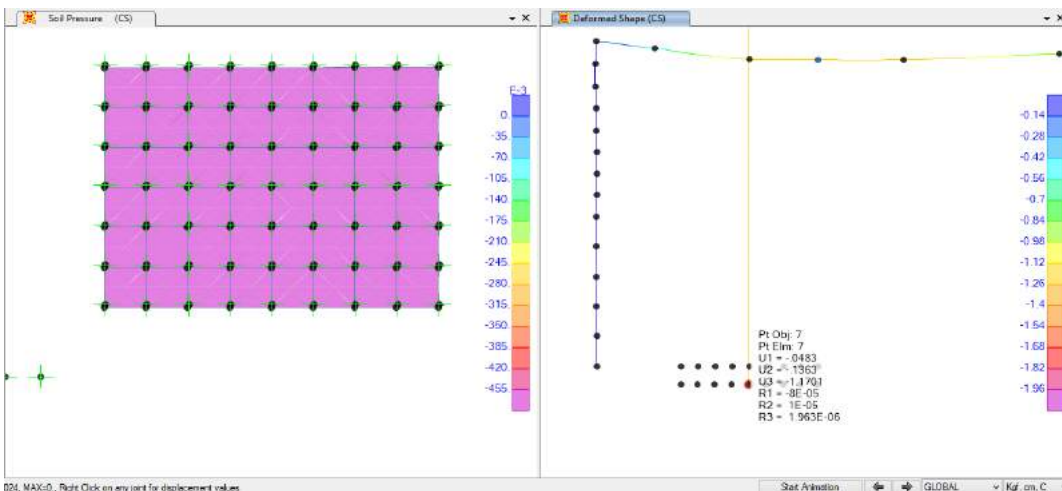 Soil Pressure (CS)
Deformed Shape (CS)
E-3
0.
-35.
-70.
-105.
-140.
-175.
-210.
-245.
-280.
-315.
-350.
-385.
-420.
-455.
-0.14
-0.28
-0.42
-0.56
-0.7
-0.84
-0.98
-1.12
-1.26
-1.4
-1.54
-1.68
-1.82
-1.96
Pt Obj: 7
Pt Elm: 7
U1 = -.0483
U2 = -.1363
U3 = -1.1701
R1 = -8E-05
R2 = 1E-05
R3 = 1.963E-06
024, MAX=0 , Right Click on any joint for displacement values
Start Animation
GLOBAL
Kgf, cm, C